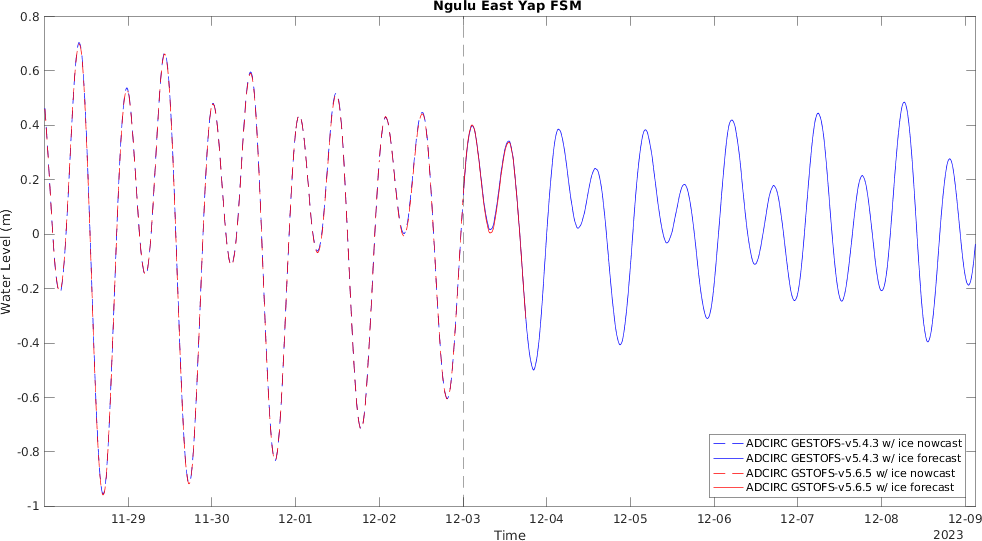 Ngulu East Yap FSM
0.8
0.6
0.4
0.2
0
-0.2
-0.4
-0.6
-0.8
-1
Water Level (m)
ADCIRC GESTOFS-v5.4.3 w/ ice nowcast
ADCIRC GESTOFS-v5.4.3 w/ ice forecast
ADCIRC GSTOFS-v5.6.5 w/ ice nowcast
ADCIRC GSTOFS-v5.6.5 w/ ice forecast
11-29 11-30 12-01 12-02 12-03 12-04 12-05 12-06 12-07 12-08 12-09
Time
2023